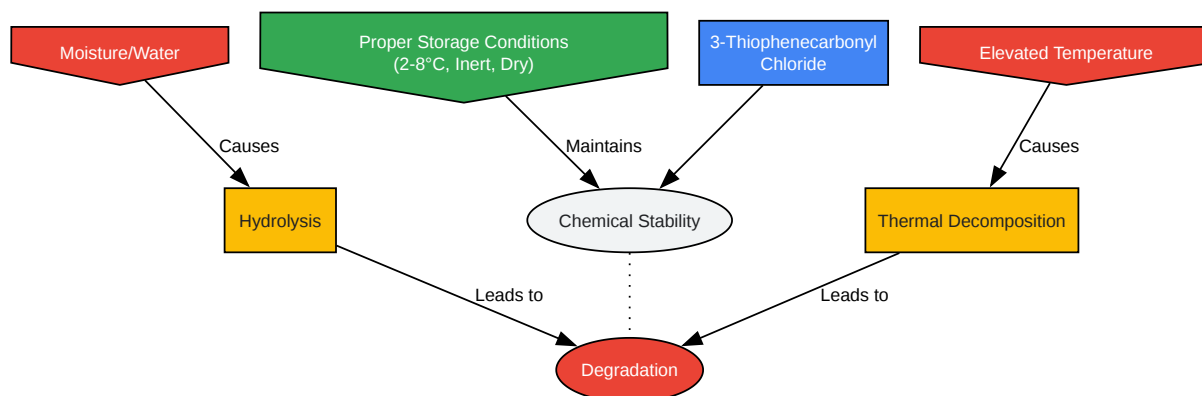 Moisture/Water
Proper Storage Conditions
(2-8°C, Inert, Dry)
3-Thiophenecarbonyl
Chloride
Elevated Temperature
Causes
Maintains
Causes
Hydrolysis
Chemical Stability
Thermal Decomposition
Leads to
Leads to
Degradation